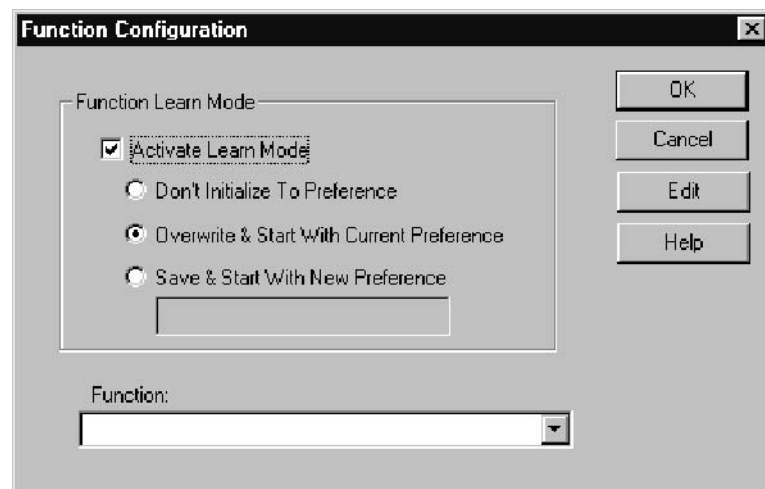 Function Configuration
Function Learn Mode
Activate Learn Mode
Don't Initialize To Preference
Overwrite & Start With Current Preference
Save & Start With New Preference
Function:
OK
Cancel
Edit
Help